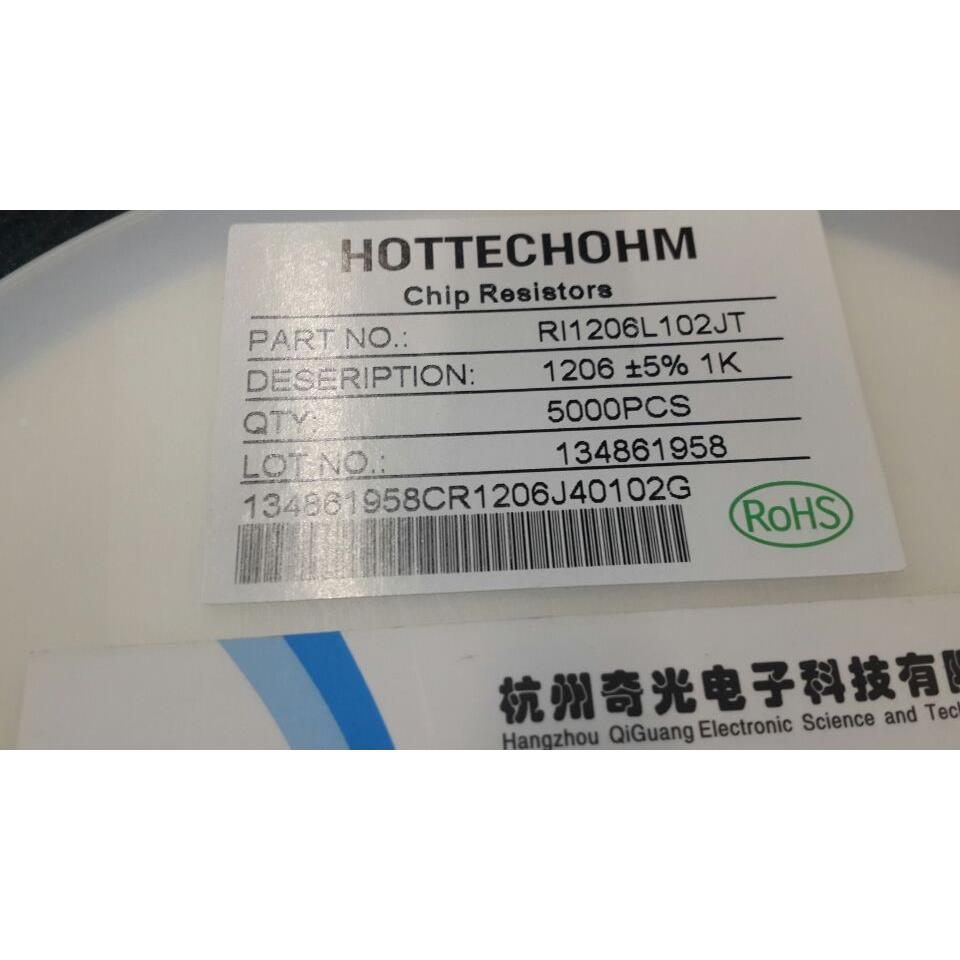 HOTTECHOHM
Chip Resistors
PART NO.: RI1206L102JT
DESERIPTION: 1206 ±5% 1K
QTY: 5000PCS
LOT NO.: 134861958
134861958CR1206J40102G
RoHS
杭州奇光电子科技有
Hangzhou QiGuang Electronic Science and Tec